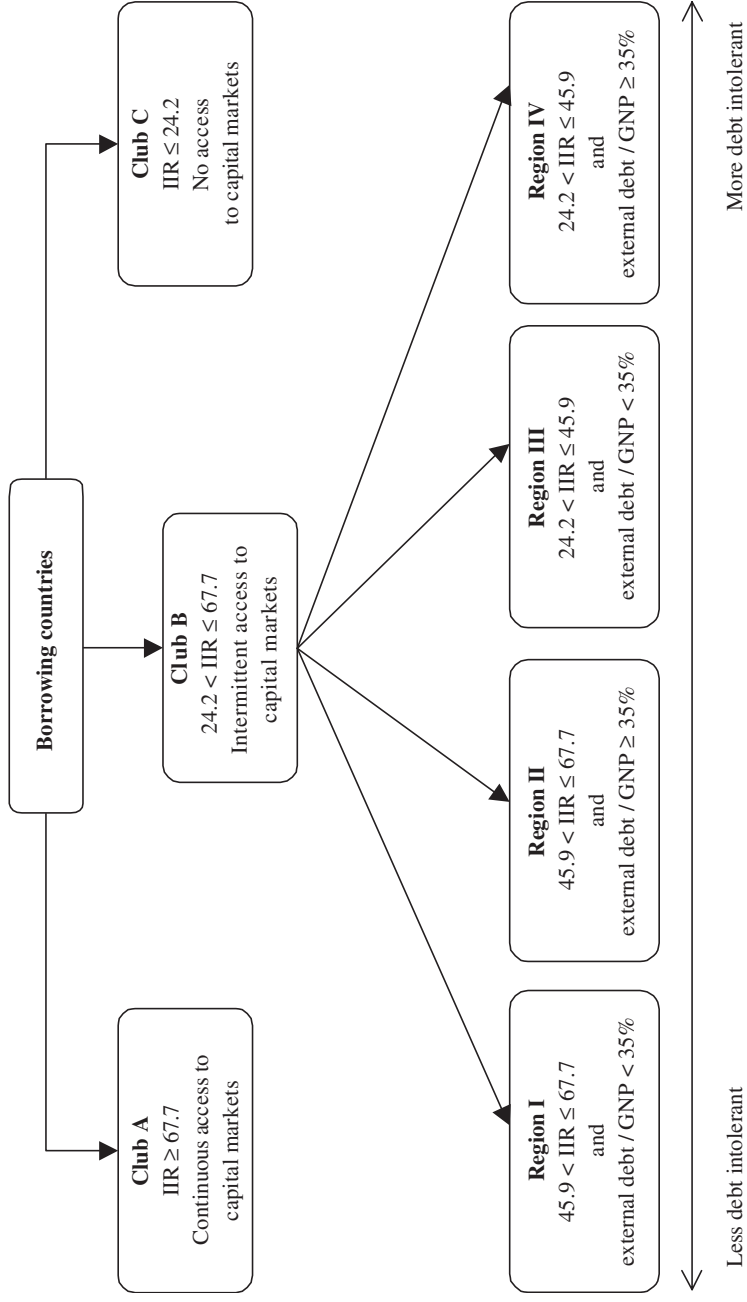 Borrowing countries
Club A
IIR ≥ 67.7
Continuous access to
capital markets
Club B
24.2 < IIR ≤ 67.7
Intermittent access to
capital markets
Club C
IIR ≤ 24.2
No access
to capital markets
Region I
45.9 < IIR ≤ 67.7
and
external debt / GNP < 35%
Region II
45.9 < IIR ≤ 67.7
and
external debt / GNP ≥ 35%
Region III
24.2 < IIR ≤ 45.9
and
external debt / GNP < 35%
Region IV
24.2 < IIR ≤ 45.9
and
external debt / GNP ≥ 35%
Less debt intolerant
More debt intolerant